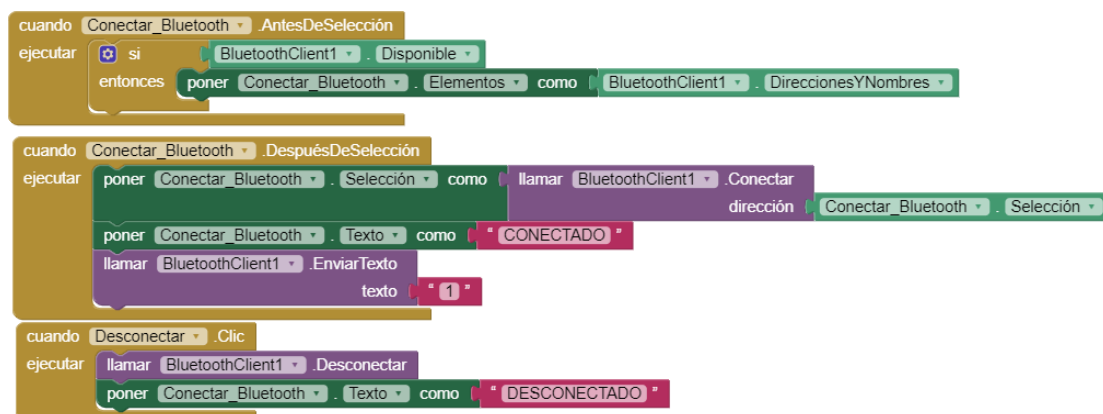 cuando Conectar_Bluetooth .AntesDeSelección
ejecutar si BluetoothClient1 . Disponible
entonces poner Conectar_Bluetooth . Elementos como BluetoothClient1 . DireccionesYNombres
cuando Conectar_Bluetooth .DespuésDeSelección
ejecutar poner Conectar_Bluetooth . Selección como llamar BluetoothClient1 .Conectar
dirección Conectar_Bluetooth . Selección
poner Conectar_Bluetooth . Texto como " CONECTADO "
llamar BluetoothClient1 .EnviarTexto
texto " 1 "
cuando Desconectar .Clic
ejecutar llamar BluetoothClient1 .Desconectar
poner Conectar_Bluetooth . Texto como " DESCONECTADO "